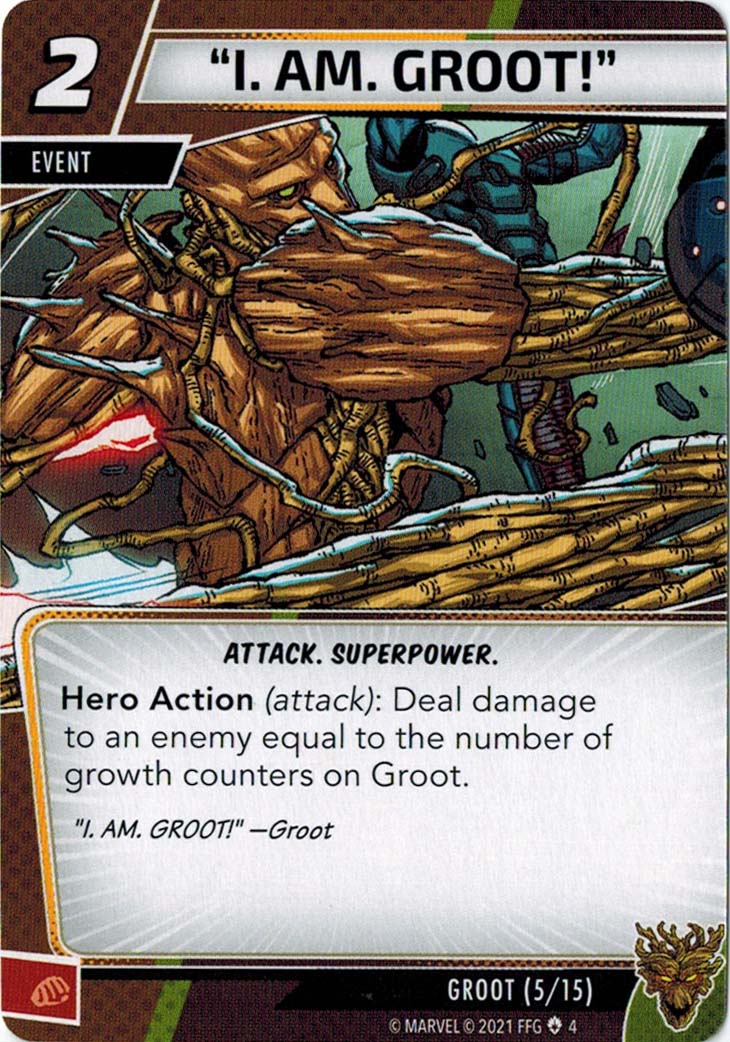 2
"I. AM. GROOT!"
EVENT
ATTACK. SUPERPOWER.
Hero Action (attack): Deal damage
to an enemy equal to the number of
growth counters on Groot.
"I. AM. GROOT!" —Groot
GROOT (5/15)
© MARVEL © 2021 FFG 4